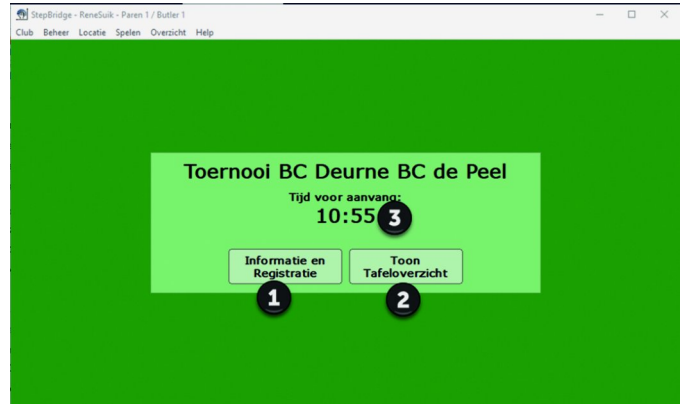 StepBridge - ReneSuik - Paren 1 / Butler 1
Club Beheer Locatie Spelen Overzicht Help
Toernooi BC Deurne BC de Peel
Tijd voor aanvang:
10:55
3
Informatie en
Registratie
Toon
Tafeloverzicht
1
2